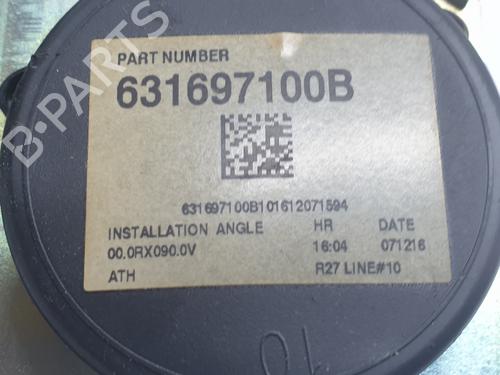 PART NUMBER
631697100B
631697100B101612071594
INSTALLATION ANGLE HR DATE
00.0RX090.0V 16:04 071216
ATH R27 LINE#10
10
B-PARTS